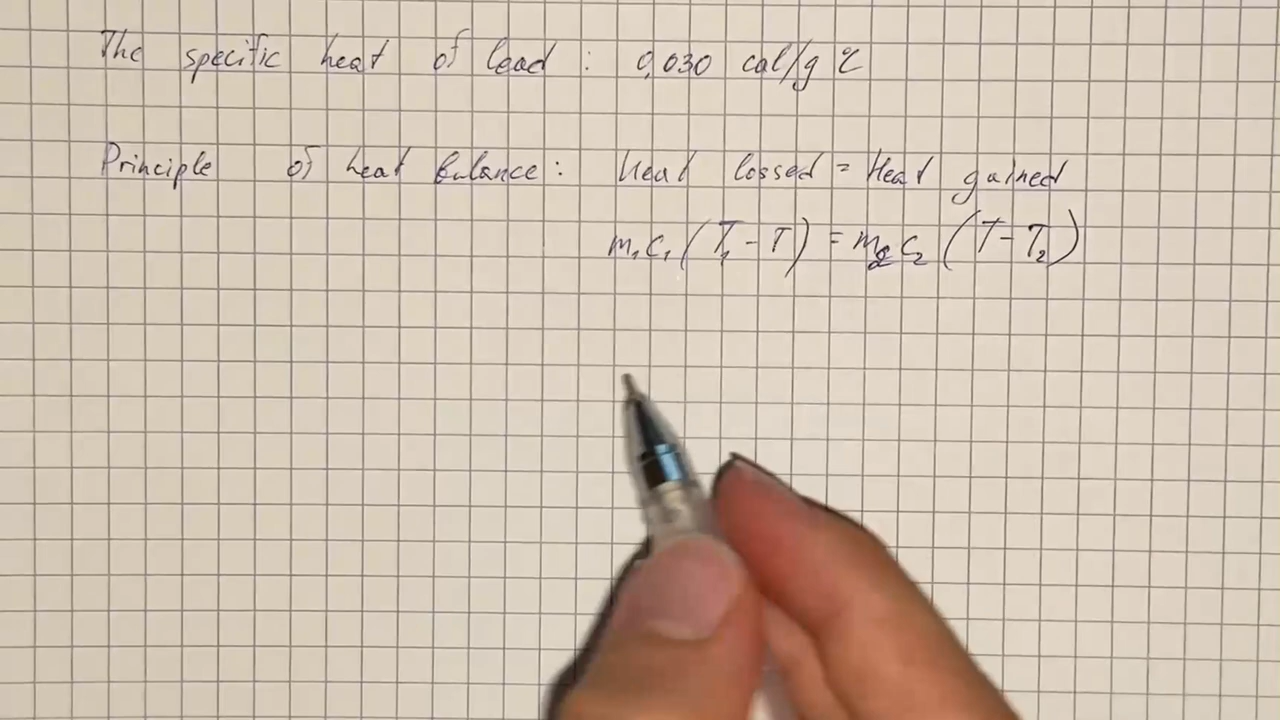 The specific heat of lead : 0,030 cal/g °C
Principle of heat balance: Heat lossed = Heat gained
m₁c₁(T₁ - T) = m₂c₂(T - T₂)